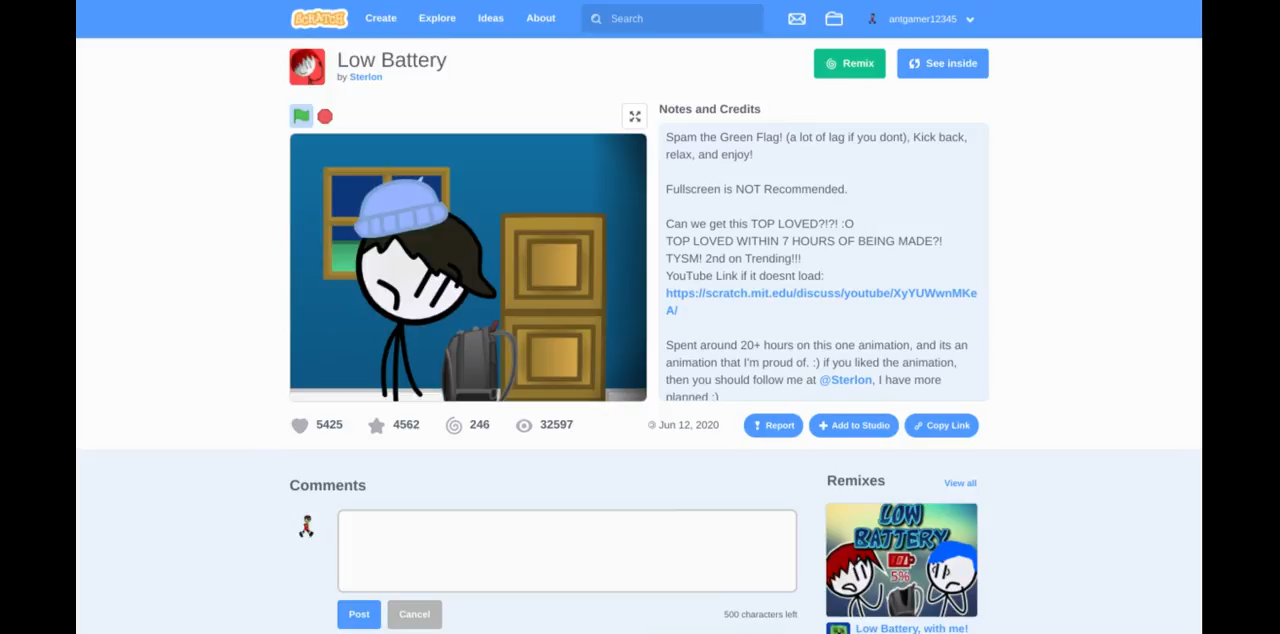 SCRATCH Create Explore Ideas About Search antgamer12345
Low Battery
by Sterlon
Remix See inside
Notes and Credits
Spam the Green Flag! (a lot of lag if you dont), Kick back,
relax, and enjoy!
Fullscreen is NOT Recommended.
Can we get this TOP LOVED?!?! :O
TOP LOVED WITHIN 7 HOURS OF BEING MADE?!
TYSM! 2nd on Trending!!!
YouTube Link if it doesnt load:
https://scratch.mit.edu/discuss/youtube/XyYUWwnMKe
A/
Spent around 20+ hours on this one animation, and its an
animation that I'm proud of. :) if you liked the animation,
then you should follow me at @Sterlon, I have more
planned :)
5425 4562 246 32597 Jun 12, 2020 Report Add to Studio Copy Link
Comments
Remixes View all
LOW
BATTERY
5%
500 characters left
Post Cancel
Low Battery, with me!